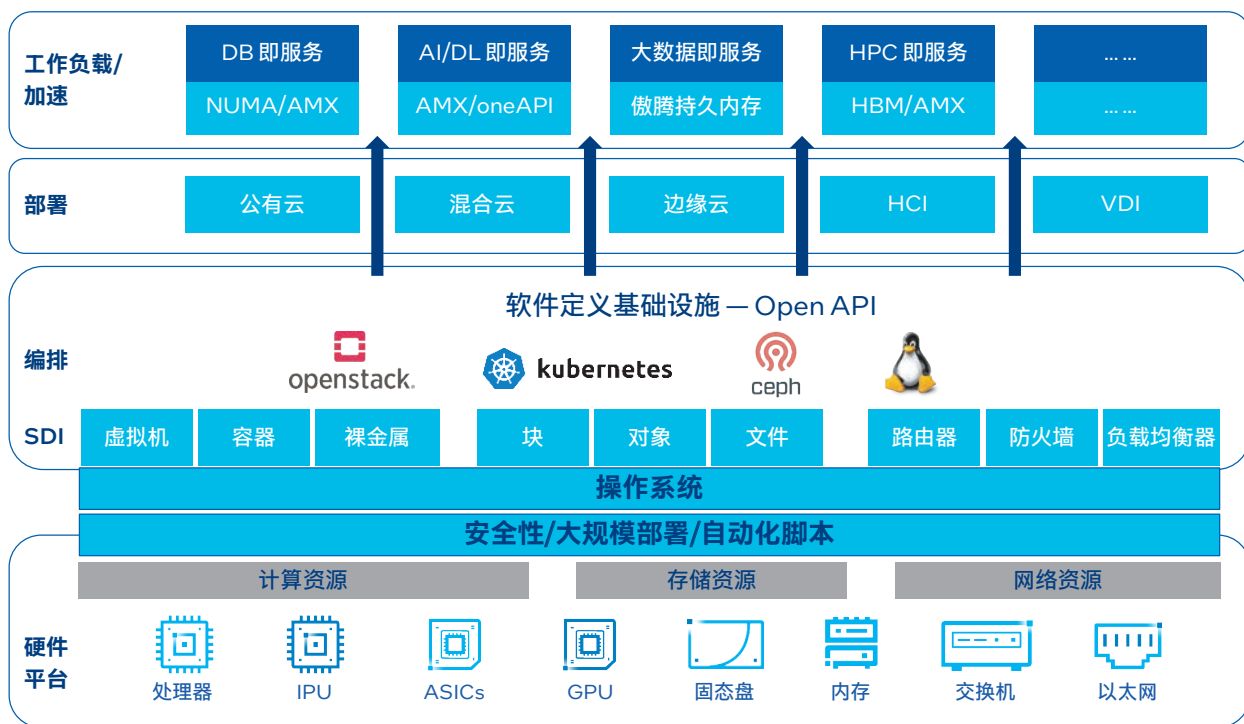 工作负载/
加速
DB 即服务
AI/DL 即服务
大数据即服务
HPC 即服务
... ...
NUMA/AMX
AMX/oneAPI
傲腾持久内存
HBM/AMX
... ...
部署
公有云
混合云
边缘云
HCI
VDI
软件定义基础设施 — Open API
编排
openstack.
kubernetes
ceph
SDI
虚拟机
容器
裸金属
块
对象
文件
路由器
防火墙
负载均衡器
操作系统
安全性/大规模部署/自动化脚本
计算资源
存储资源
网络资源
硬件
平台
处理器
IPU
ASICs
GPU
固态盘
内存
交换机
以太网